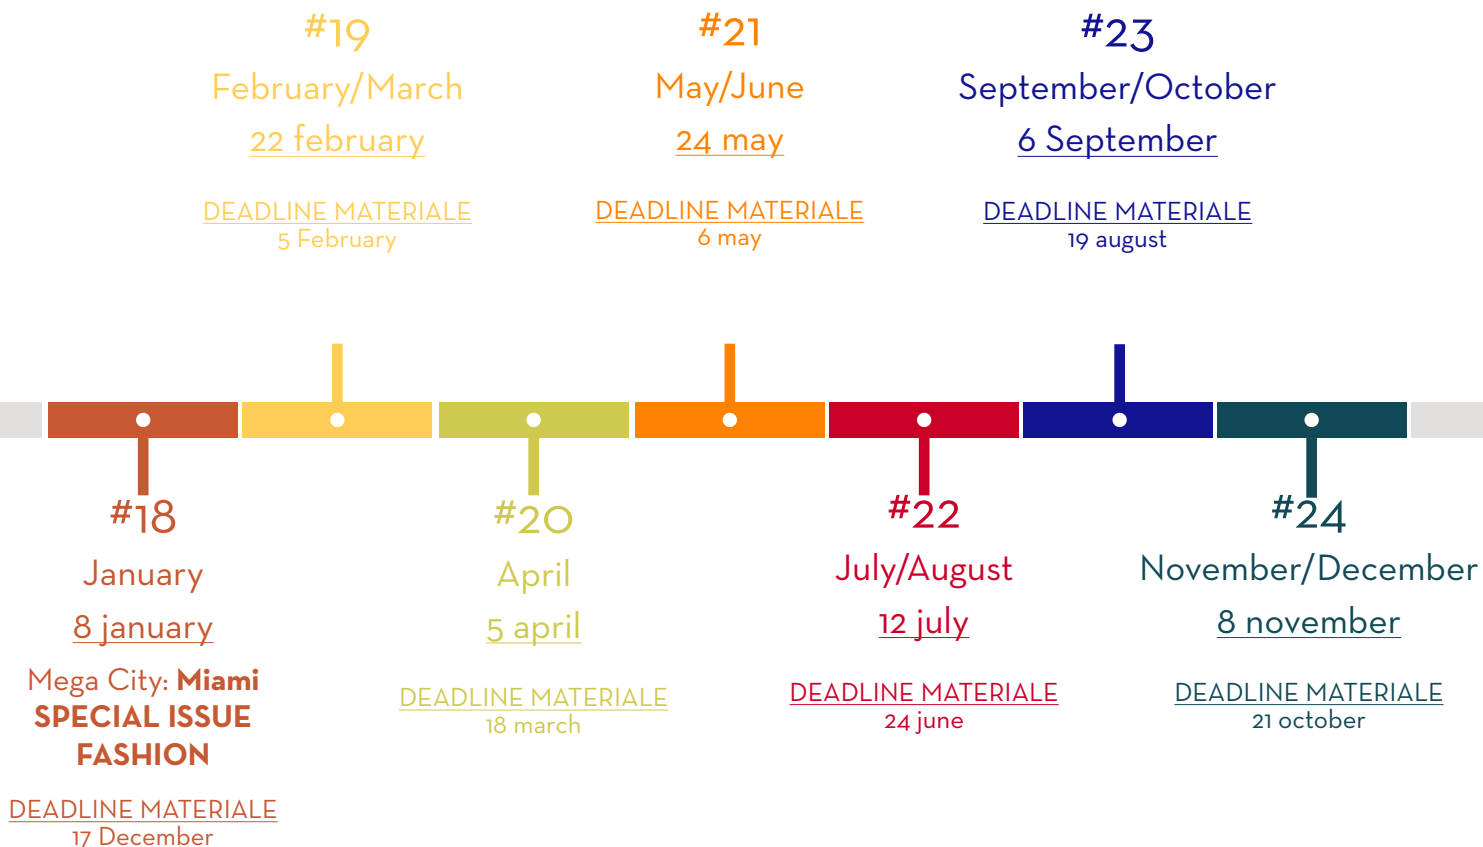 #19
February/March
22 february
DEADLINE MATERIALE
5 February
#21
May/June
24 may
DEADLINE MATERIALE
6 may
#23
September/October
6 September
DEADLINE MATERIALE
19 august
#18
January
8 january
Mega City: Miami
SPECIAL ISSUE
FASHION
DEADLINE MATERIALE
17 December
#20
April
5 april
DEADLINE MATERIALE
18 march
#22
July/August
12 july
DEADLINE MATERIALE
24 june
#24
November/December
8 november
DEADLINE MATERIALE
21 october